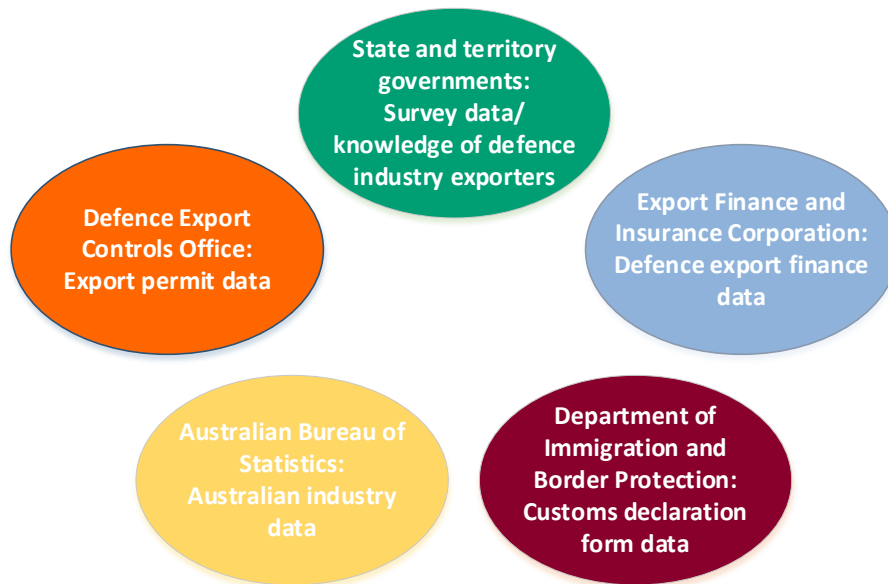 State and territory
governments:
Survey data/
knowledge of defence
industry exporters
Defence Export
Controls Office:
Export permit data
Export Finance and
Insurance Corporation:
Defence export finance
data
Australian Bureau of
Statistics:
Australian industry
data
Department of
Immigration and
Border Protection:
Customs declaration
form data